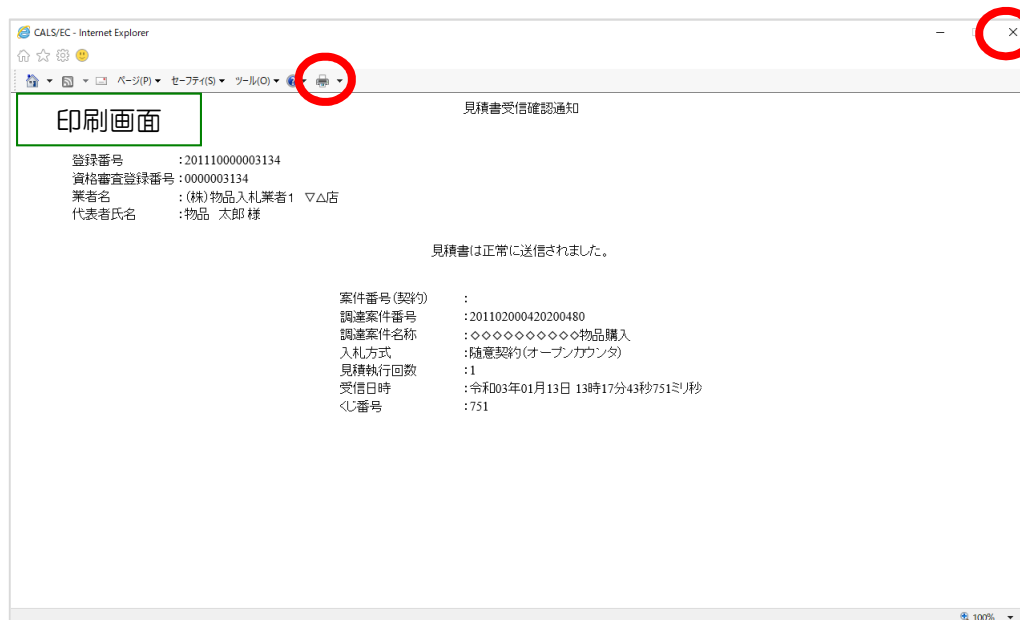 CALS/EC - Internet Explorer
ページ(P) セーフティ(S) ツール(O)
印刷画面
見積書受信確認通知
登録番号 :201110000003134
資格審査登録番号 :0000003134
業者名 :(株)物品入札業者1 ▽△店
代表者氏名 :物品 太郎 様
見積書は正常に送信されました。
案件番号(契約) :
調達案件番号 :201102000420200480
調達案件名称 :◇◇◇◇◇◇◇◇◇◇物品購入
入札方式 :随意契約(オープンカウンタ)
見積執行回数 :1
受信日時 :令和03年01月13日 13時17分43秒751ミリ秒
くじ番号 :751
100%